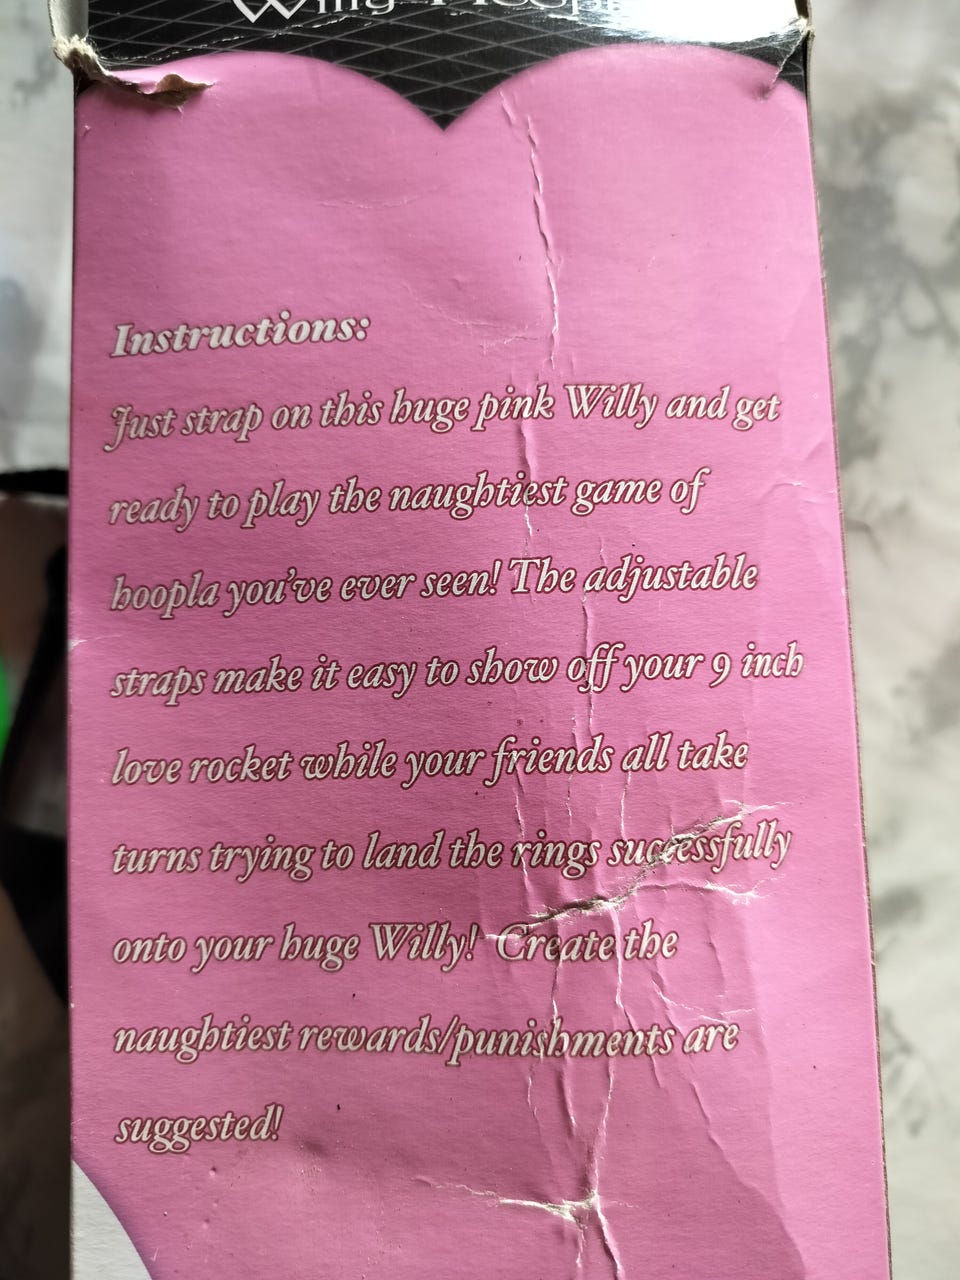 Willy
Instructions:
Just strap on this huge pink Willy and get
ready to play the naughtiest game of
hoopla you've ever seen! The adjustable
straps make it easy to show off your 9 inch
love rocket while your friends all take
turns trying to land the rings successfully
onto your huge Willy! Create the
naughtiest rewards/punishments are
suggested!